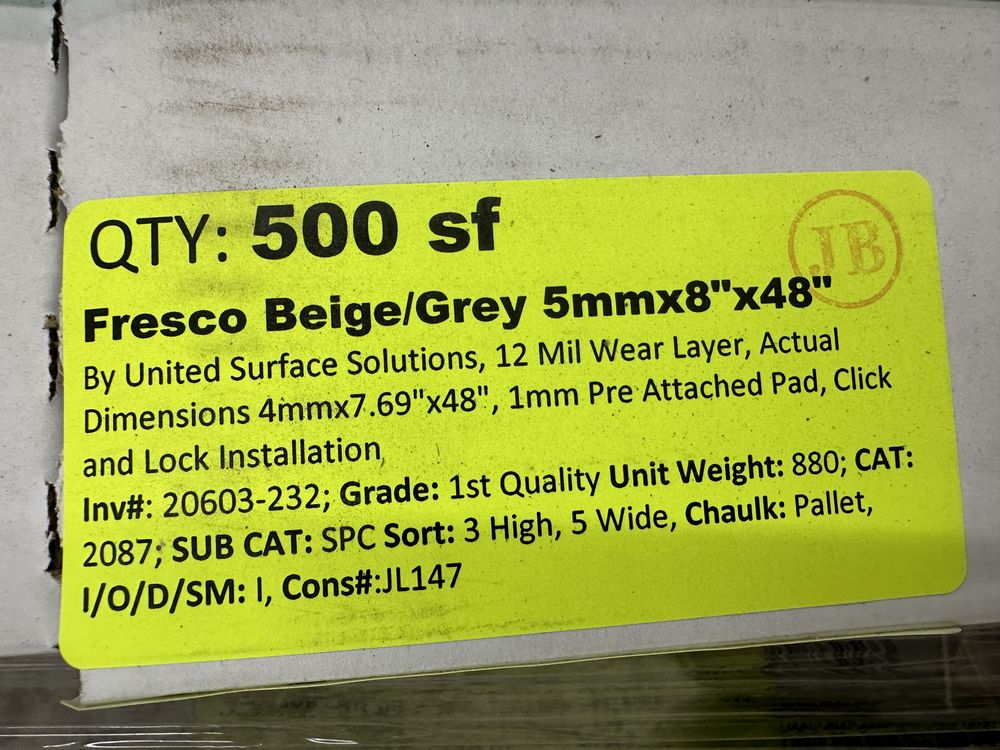 QTY: 500 sf
JB
Fresco Beige/Grey 5mmx8"x48"
By United Surface Solutions, 12 Mil Wear Layer, Actual
Dimensions 4mmx7.69"x48", 1mm Pre Attached Pad, Click
and Lock Installation
Inv#: 20603-232; Grade: 1st Quality Unit Weight: 880; CAT:
2087; SUB CAT: SPC Sort: 3 High, 5 Wide, Chaulk: Pallet,
I/O/D/SM: I, Cons#:JL147